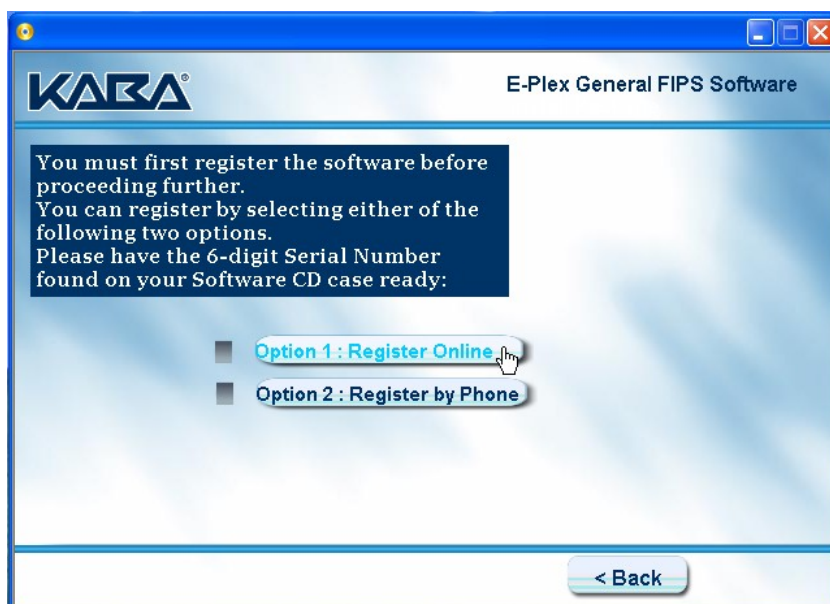 KABA®
E-Plex General FIPS Software
You must first register the software before
proceeding further.
You can register by selecting either of the
following two options.
Please have the 6-digit Serial Number
found on your Software CD case ready:
Option 1 : Register Online
Option 2 : Register by Phone
< Back